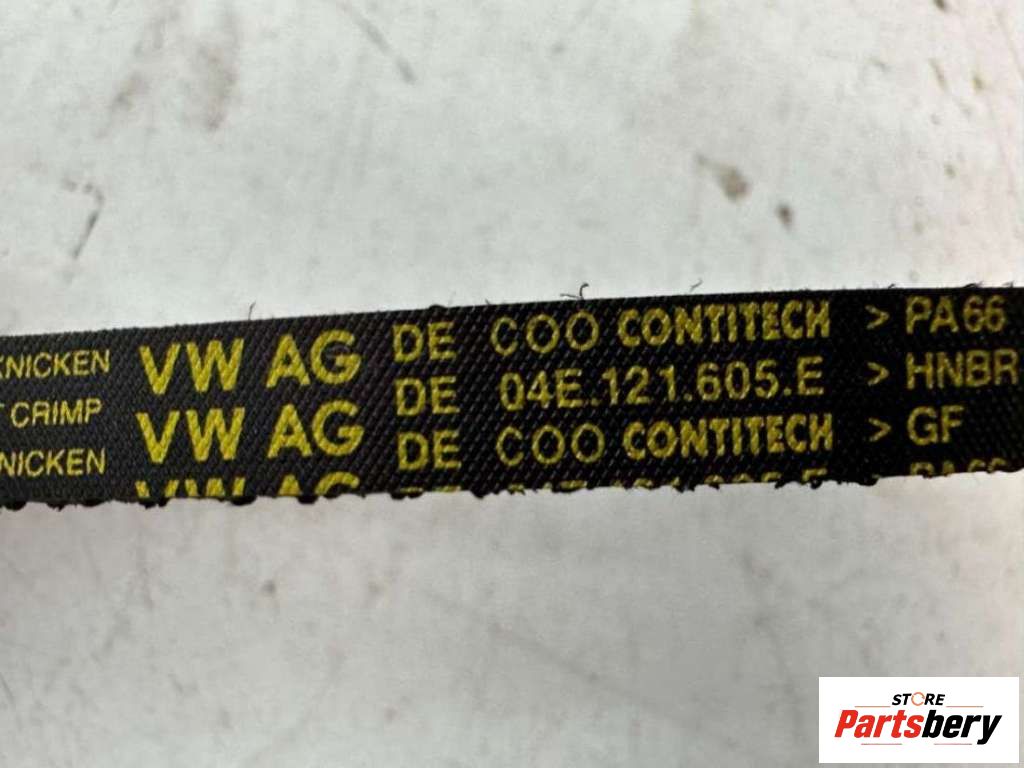 KNICKEN VW AG DE COO CONTITECH > PA66
CRIMP VW AG DE 04E.121.605.E > HNBR
NICKEN DE COO CONTITECH > GF
VW AG
STORE
Partsbery